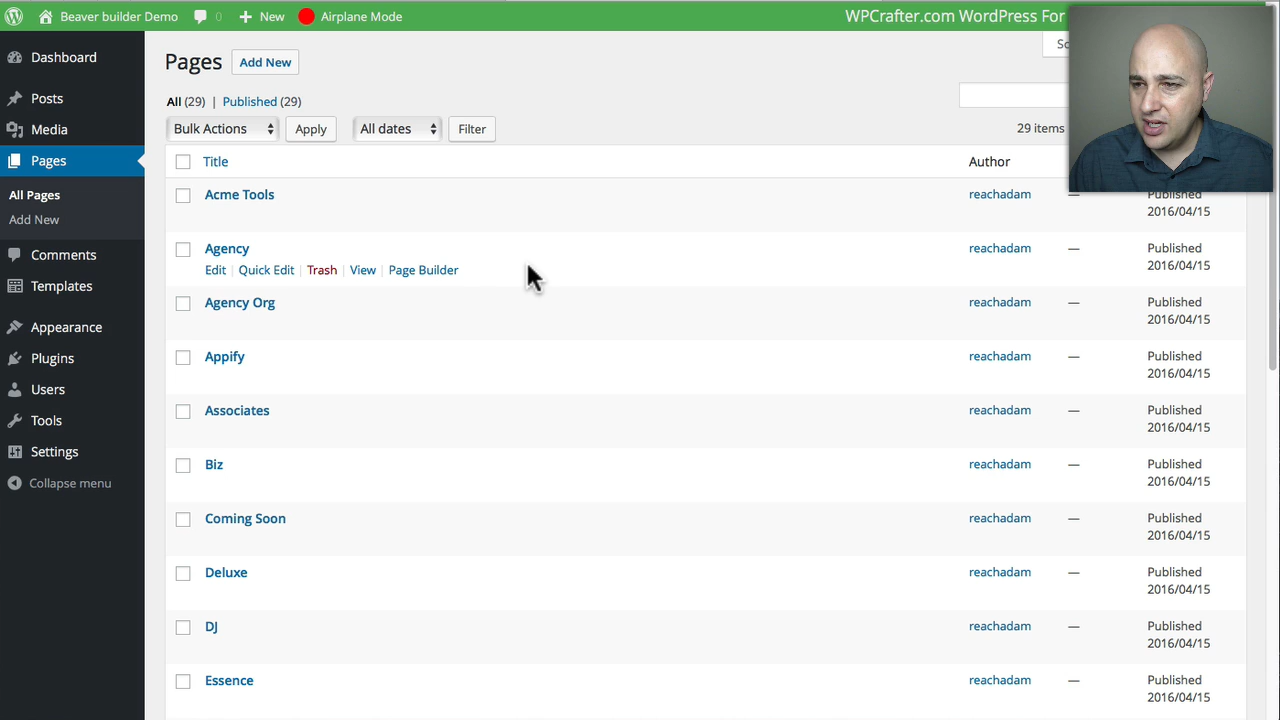 Beaver builder Demo 0 New Airplane Mode WPCrafter.com WordPress For
Dashboard
Posts
Media
Pages
All Pages
Add New
Comments
Templates
Appearance
Plugins
Users
Tools
Settings
Collapse menu
Pages Add New
All (29) | Published (29)
Bulk Actions Apply All dates Filter 29 items
Title Author
Acme Tools reachadam — Published
2016/04/15
Agency reachadam — Published
Edit | Quick Edit | Trash | View | Page Builder 2016/04/15
Agency Org reachadam — Published
2016/04/15
Appify reachadam — Published
2016/04/15
Associates reachadam — Published
2016/04/15
Biz reachadam — Published
2016/04/15
Coming Soon reachadam — Published
2016/04/15
Deluxe reachadam — Published
2016/04/15
DJ reachadam — Published
2016/04/15
Essence reachadam — Published
2016/04/15